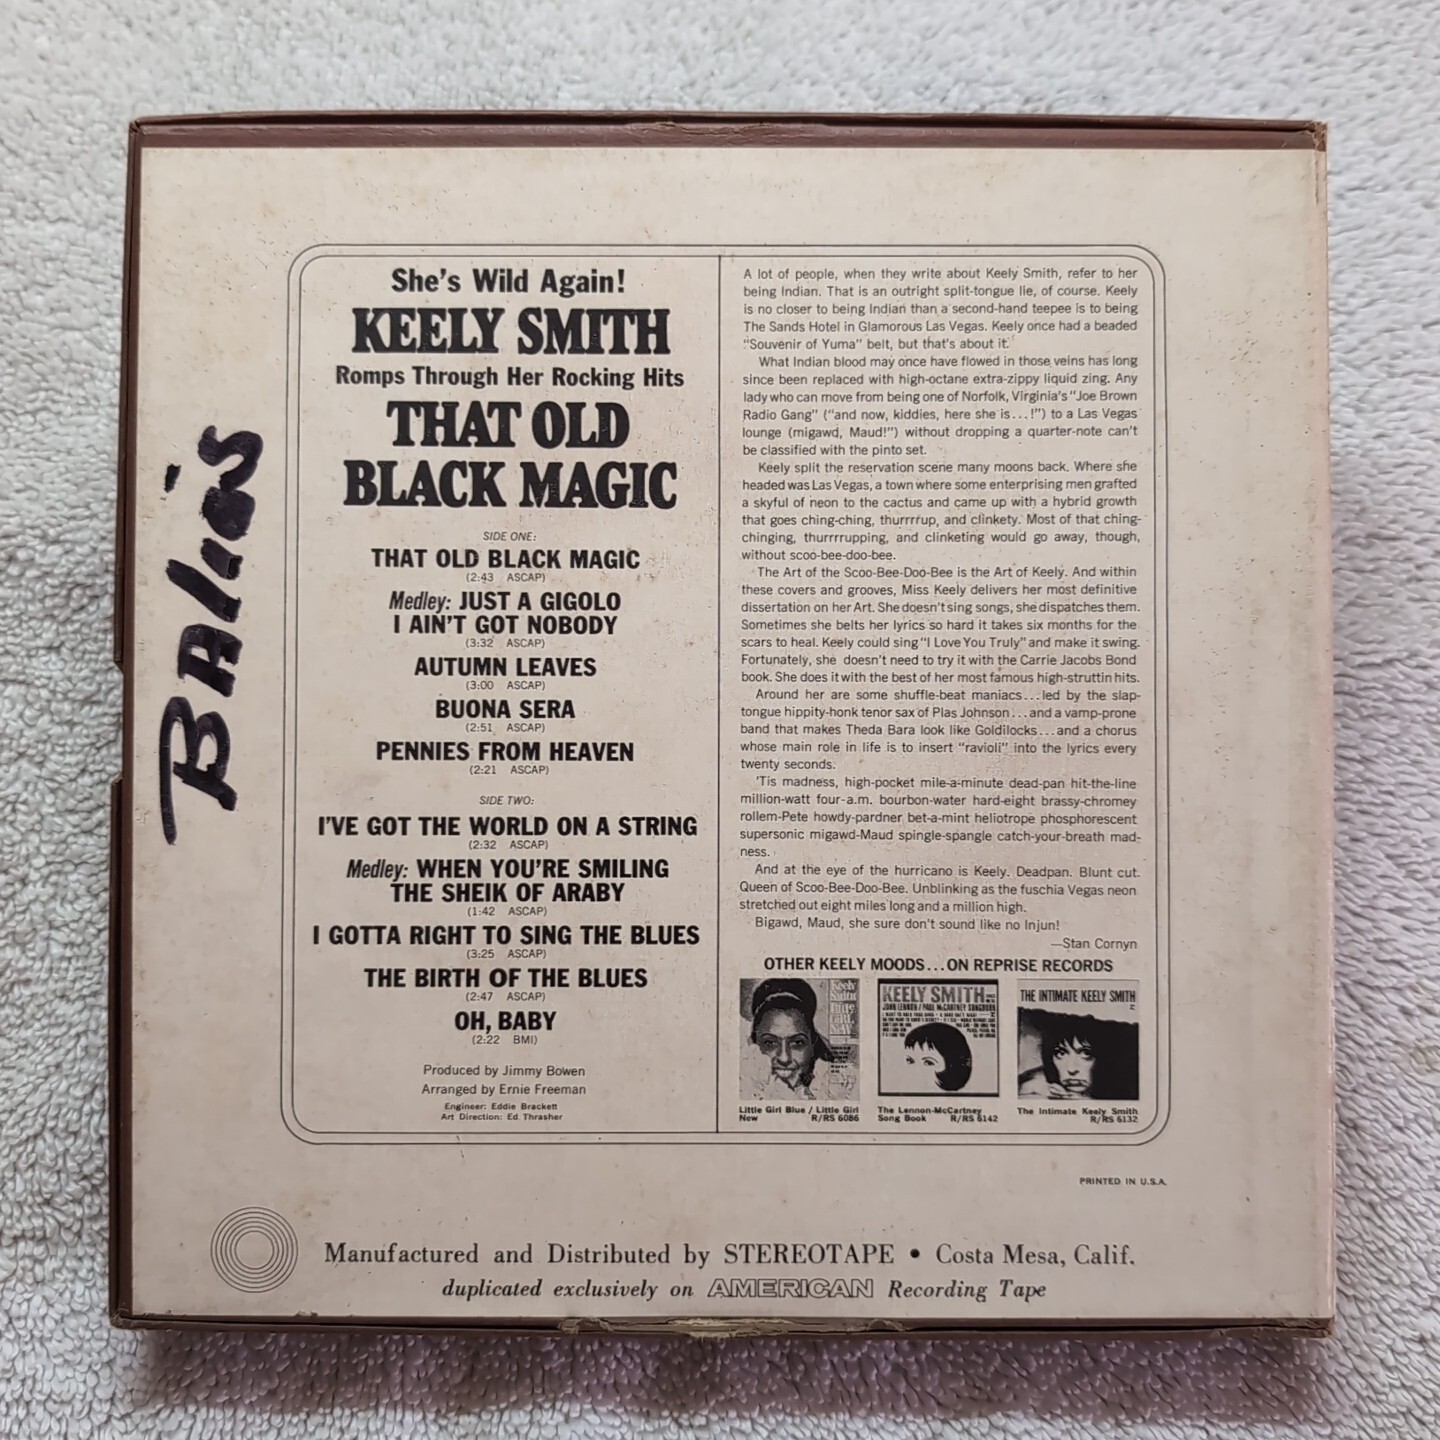 She's Wild Again!
KEELY SMITH
Romps Through Her Rocking Hits
THAT OLD
BLACK MAGIC
SIDE ONE:
THAT OLD BLACK MAGIC
(2:43 ASCAP)
Medley: JUST A GIGOLO
I AIN'T GOT NOBODY
(3:32 ASCAP)
AUTUMN LEAVES
(3:00 ASCAP)
BUONA SERA
(2:51 ASCAP)
PENNIES FROM HEAVEN
(2:21 ASCAP)
SIDE TWO:
I'VE GOT THE WORLD ON A STRING
(2:32 ASCAP)
Medley: WHEN YOU'RE SMILING
THE SHEIK OF ARABY
(1:42 ASCAP)
I GOTTA RIGHT TO SING THE BLUES
(3:25 ASCAP)
THE BIRTH OF THE BLUES
(2:47 ASCAP)
OH, BABY
(2:22 BMI)
Produced by Jimmy Bowen
Arranged by Ernie Freeman
Engineer: Eddie Brackett
Art Direction: Ed Thrasher
A lot of people, when they write about Keely Smith, refer to her
being Indian. That is an outright split-tongue lie, of course. Keely
is no closer to being Indian than a second-hand teepee is to being
The Sands Hotel in Glamorous Las Vegas. Keely once had a beaded
"Souvenir of Yuma" belt, but that's about it.
What Indian blood may once have flowed in those veins has long
since been replaced with high-octane extra-zippy liquid zing. Any
lady who can move from being one of Norfolk, Virginia's "Joe Brown
Radio Gang" ("and now, kiddies, here she is...!") to a Las Vegas
lounge (migawd, Maud!") without dropping a quarter-note can't
be classified with the pinto set.
Keely split the reservation scene many moons back. Where she
headed was Las Vegas, a town where some enterprising men grafted
a skyful of neon to the cactus and came up with a hybrid growth
that goes ching-ching, thurrrrup, and clinkety. Most of that ching-
chinging, thurrrrupping, and clinketing would go away, though,
without scoo-bee-doo-bee.
The Art of the Scoo-Bee-Doo-Bee is the Art of Keely. And within
these covers and grooves, Miss Keely delivers her most definitive
dissertation on her Art. She doesn't sing songs, she dispatches them.
Sometimes she belts her lyrics so hard it takes six months for the
scars to heal. Keely could sing "I Love You Truly" and make it swing.
Fortunately, she doesn't need to try it with the Carrie Jacobs Bond
book. She does it with the best of her most famous high-struttin hits.
Around her are some shuffle-beat maniacs...led by the slap-
tongue hippity-honk tenor sax of Plas Johnson...and a vamp-prone
band that makes Theda Bara look like Goldilocks...and a chorus
whose main role in life is to insert "ravioli" into the lyrics every
twenty seconds.
'Tis madness, high-pocket mile-a-minute dead-pan hit-the-line
million-watt four-a.m. bourbon-water hard-eight brassy-chromey
rollem-Pete howdy-pardner bet-a-mint heliotrope phosphorescent
supersonic migawd-Maud spingle-spangle catch-your-breath mad-
ness.
And at the eye of the hurricano is Keely. Deadpan. Blunt cut.
Queen of Scoo-Bee-Doo-Bee. Unblinking as the fuschia Vegas neon
stretched out eight miles long and a million high.
Bigawd, Maud, she sure don't sound like no Injun!
—Stan Cornyn
OTHER KEELY MOODS...ON REPRISE RECORDS
Keely
Smith
KEELY SMITH
JOHN LENNON / PAUL McCARTNEY SONGBOOK
THE INTIMATE KEELY SMITH
Little Girl Blue / Little Girl
New R/RS 6086
The Lennon-McCartney
Song Book R/RS 6142
The Intimate Keely Smith
R/RS 6132
PRINTED IN U.S.A.
Manufactured and Distributed by STEREOTAPE • Costa Mesa, Calif.
duplicated exclusively on AMERICAN Recording Tape